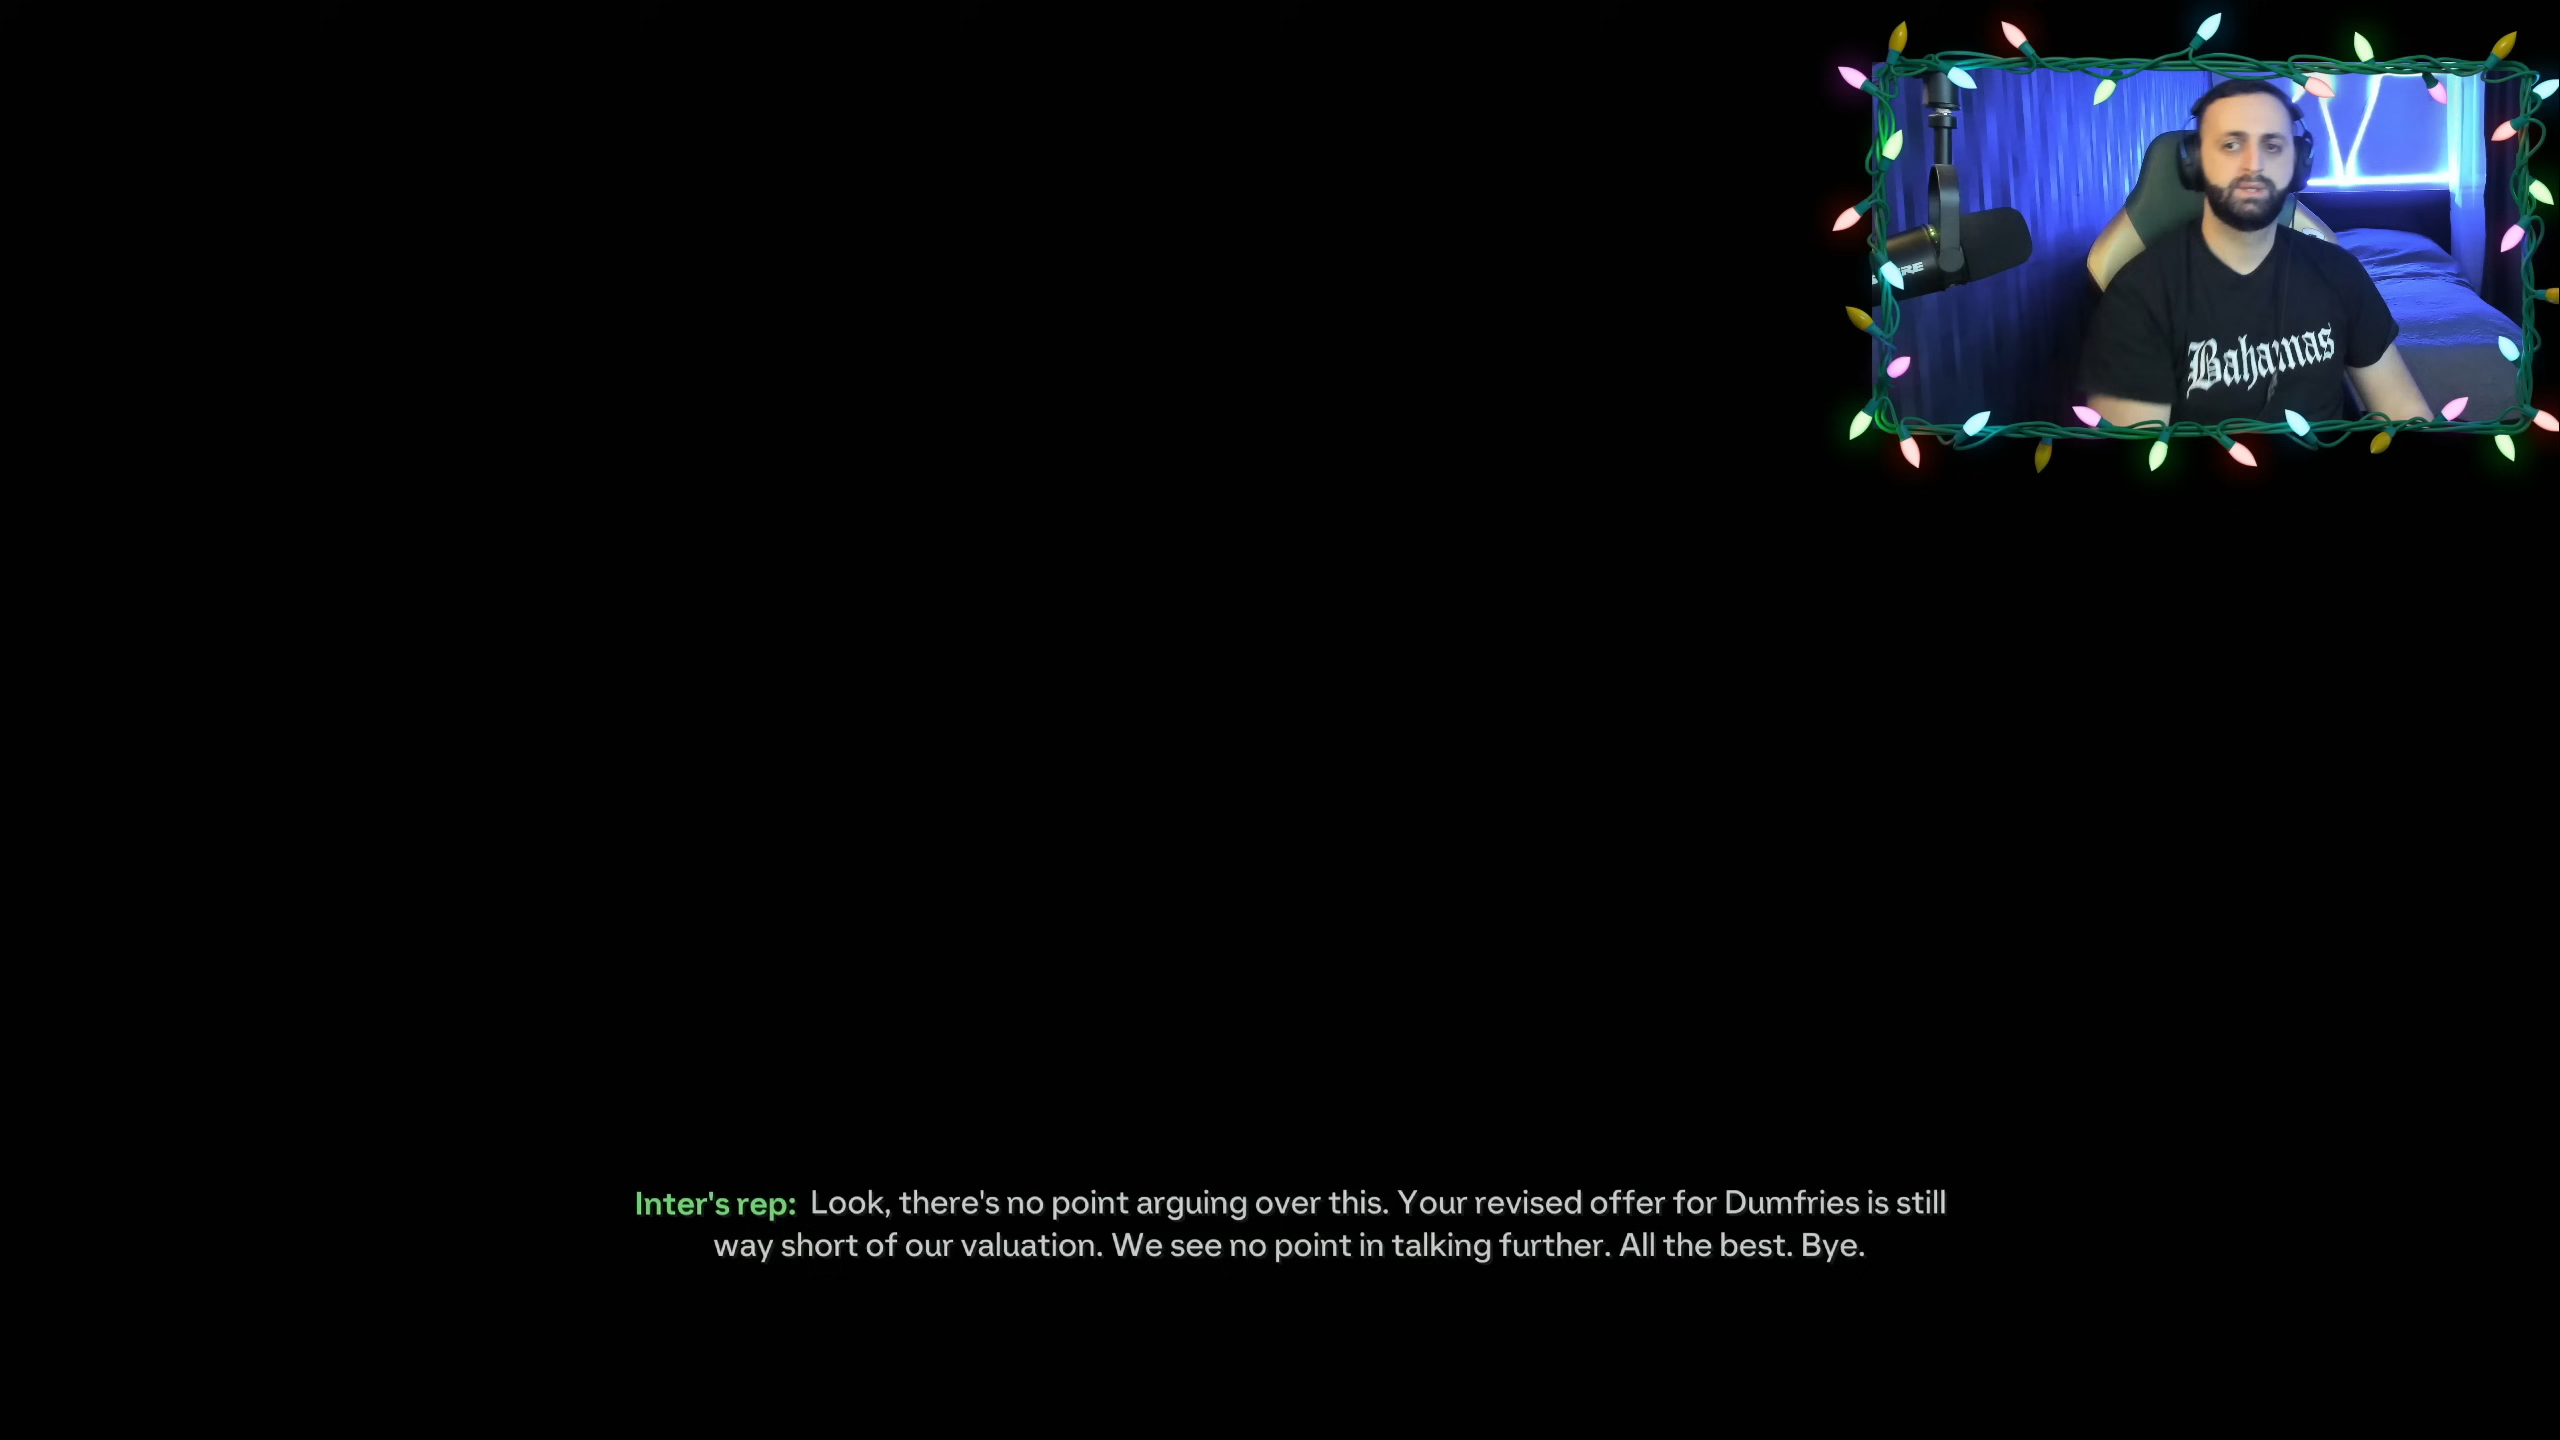 Bahamas
Inter's rep: Look, there's no point arguing over this. Your revised offer for Dumfries is still
way short of our valuation. We see no point in talking further. All the best. Bye.